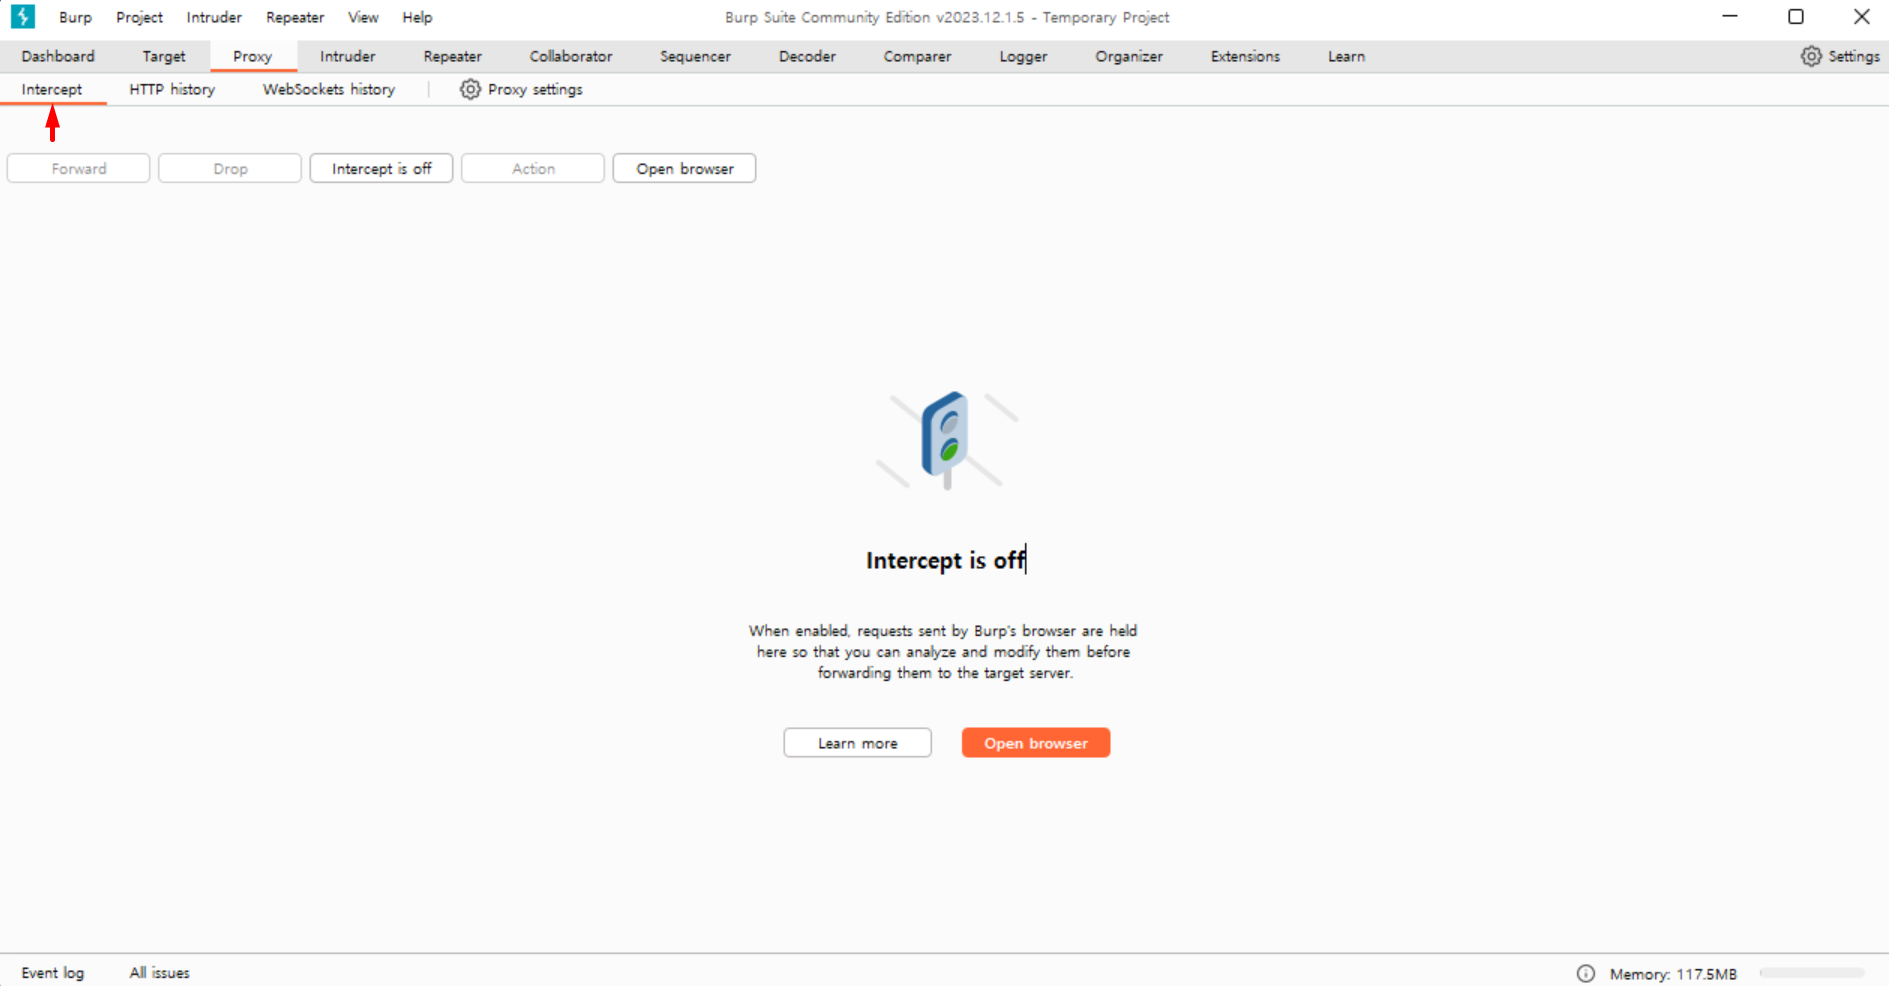 Burp Project Intruder Repeater View Help Burp Suite Community Edition v2023.12.1.5 - Temporary Project
Dashboard Target Proxy Intruder Repeater Collaborator Sequencer Decoder Comparer Logger Organizer Extensions Learn Settings
Intercept HTTP history WebSockets history Proxy settings
Forward Drop Intercept is off Action Open browser
Intercept is off
When enabled, requests sent by Burp's browser are held
here so that you can analyze and modify them before
forwarding them to the target server.
Learn more Open browser
Event log All issues Memory: 117.5MB